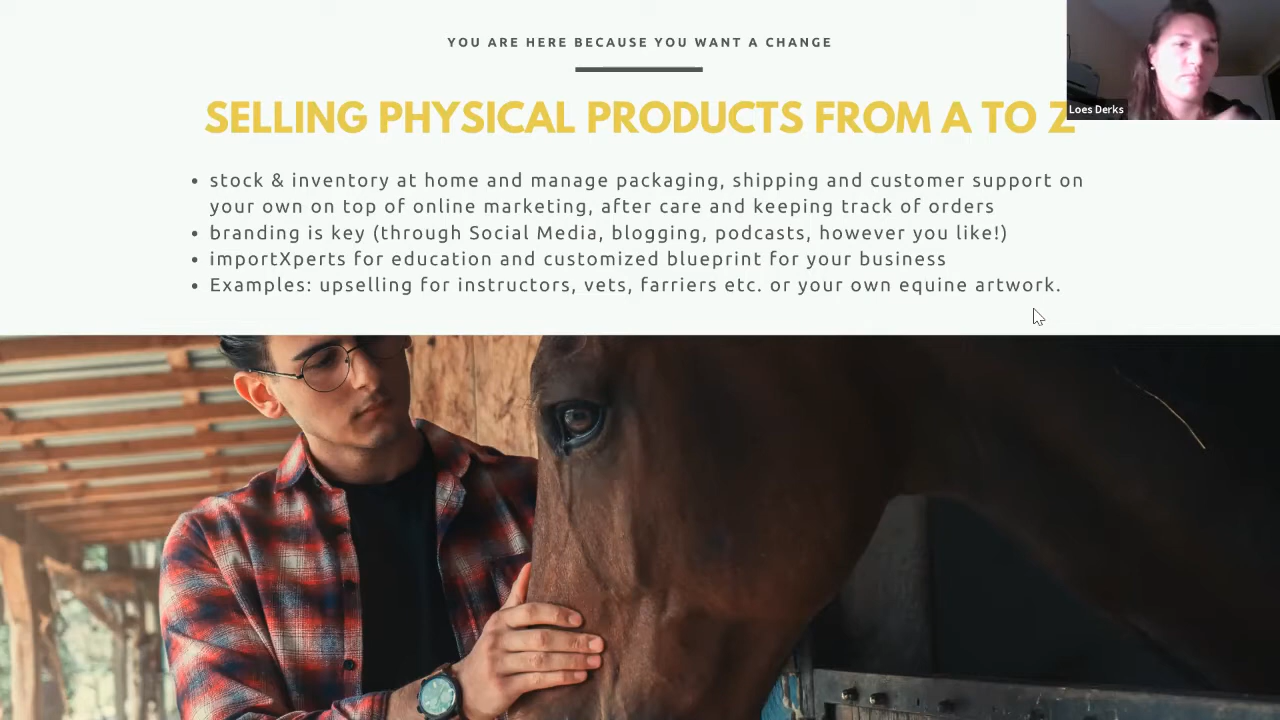 YOU ARE HERE BECAUSE YOU WANT A CHANGE
SELLING PHYSICAL PRODUCTS FROM A TO Z
• stock & inventory at home and manage packaging, shipping and customer support on
your own on top of online marketing, after care and keeping track of orders
• branding is key (through Social Media, blogging, podcasts, however you like!)
• importXperts for education and customized blueprint for your business
• Examples: upselling for instructors, vets, farriers etc. or your own equine artwork.
Loes Derks